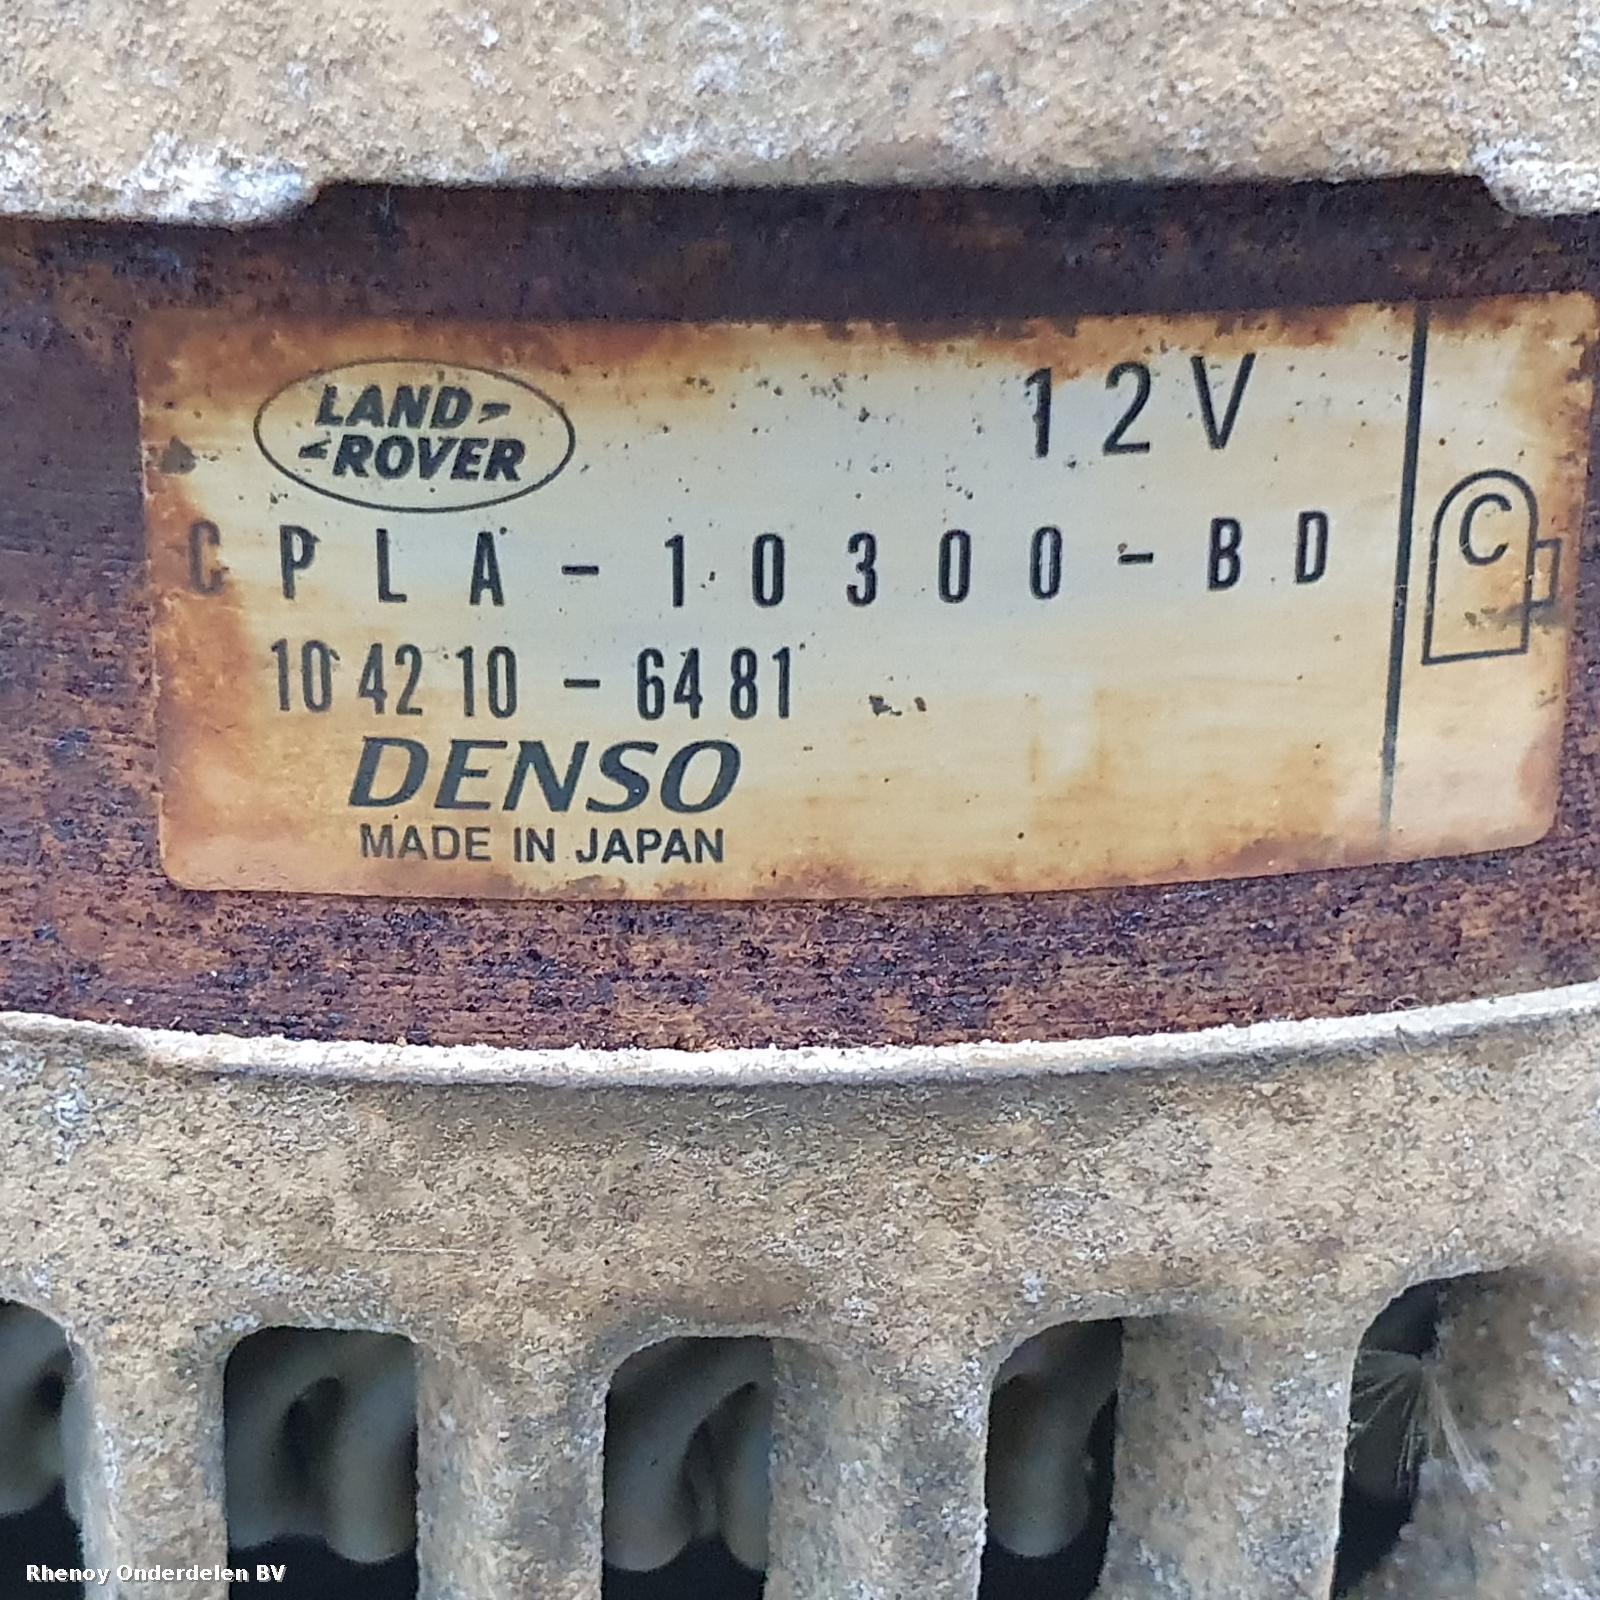 LAND ROVER
12V
C
CPLA-10300-BD
104210-6481
DENSO
MADE IN JAPAN
Rhenoy Onderdelen BV